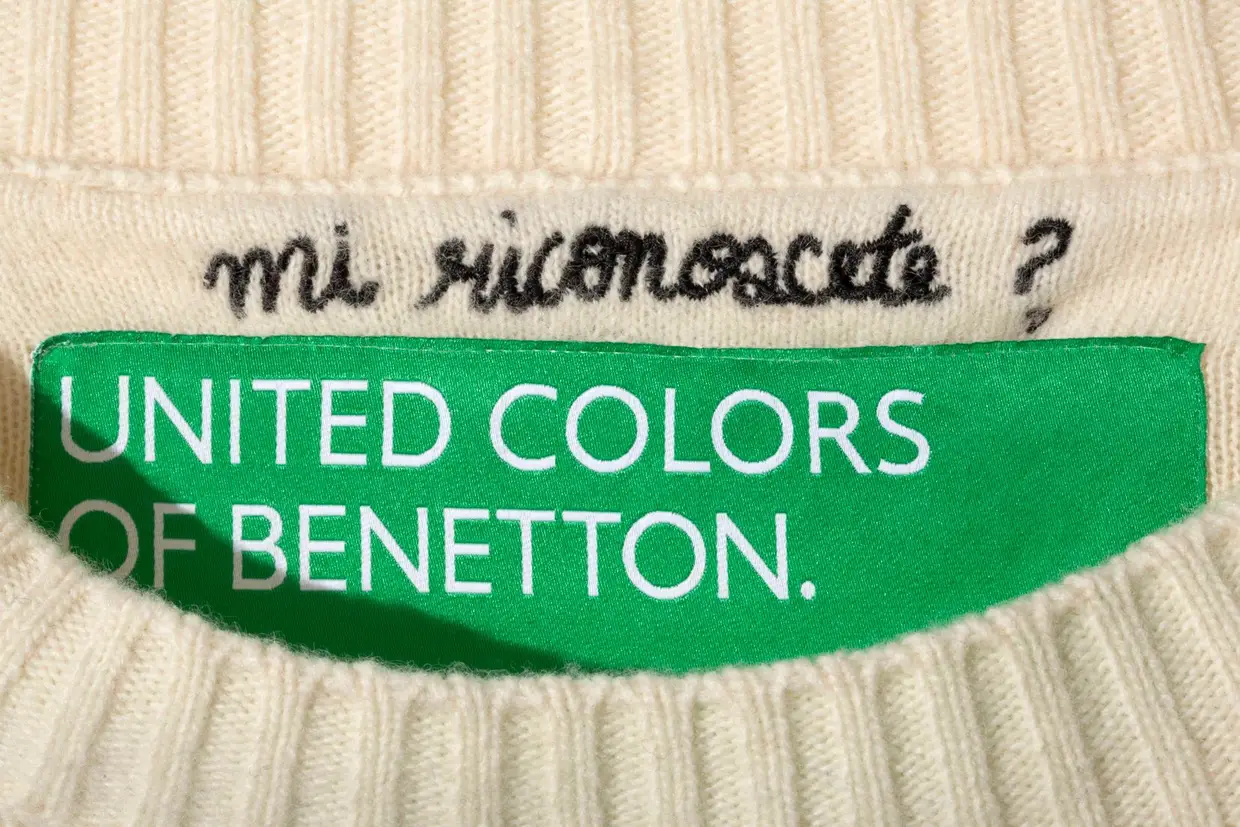 mi riconoscete ?
UNITED COLORS
OF BENETTON.